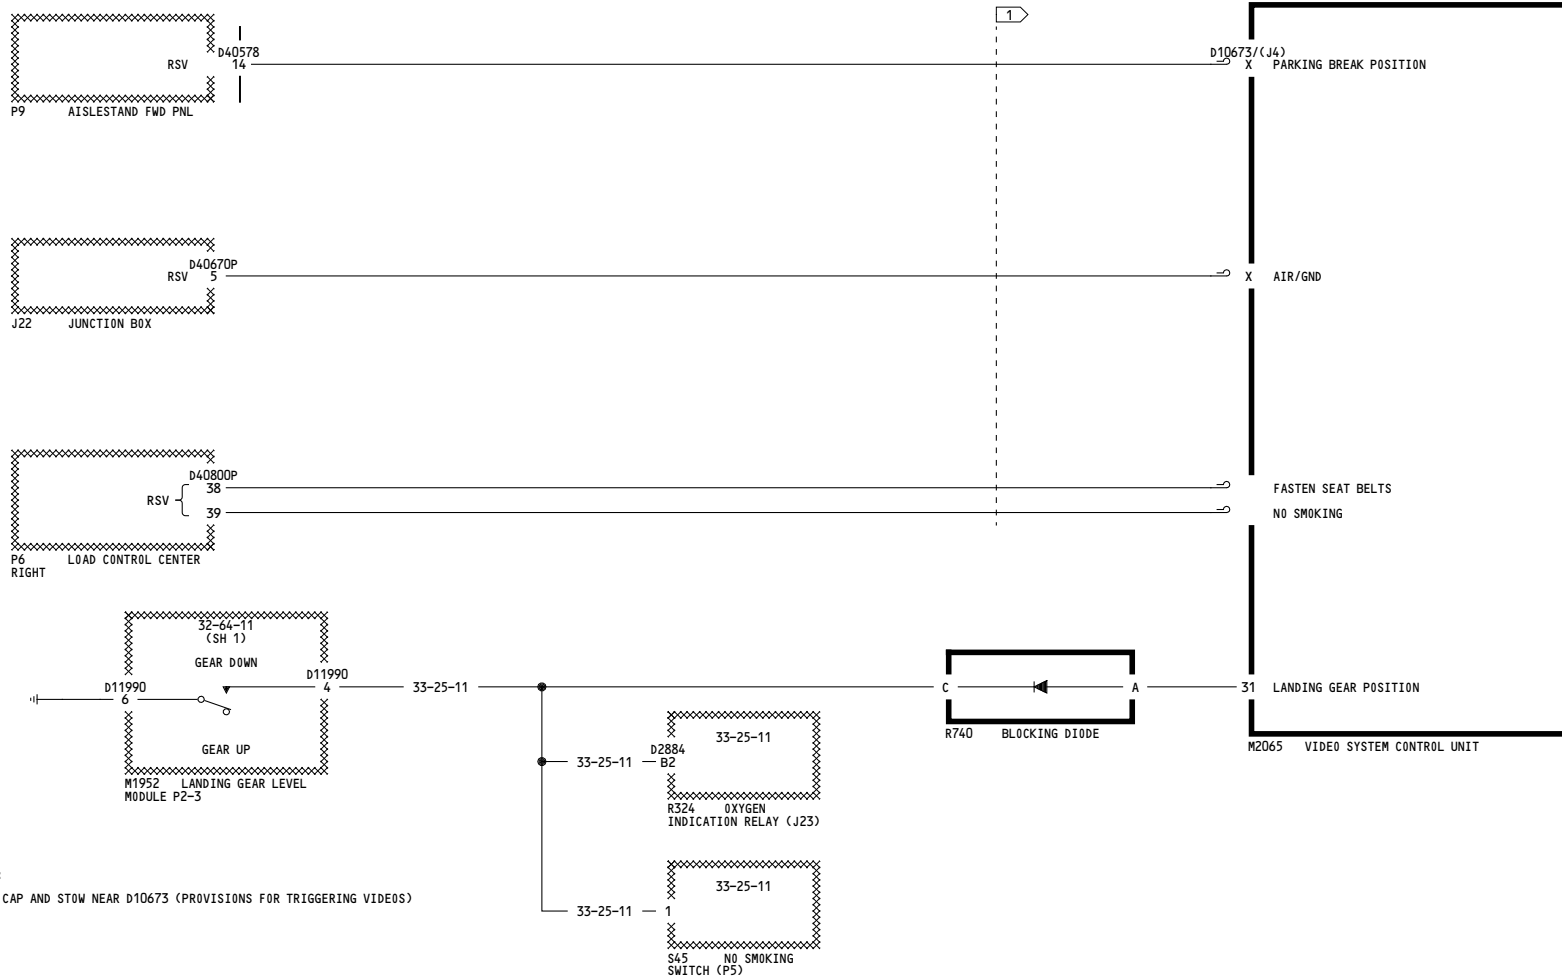 1
D40578
D10673/(J4)
RSV 14
X PARKING BREAK POSITION
P9 AISLESTAND FWD PNL
D40670P
RSV 5
X AIR/GND
J22 JUNCTION BOX
D40800P
38
RSV
39
FASTEN SEAT BELTS
NO SMOKING
P6 LOAD CONTROL CENTER
RIGHT
32-64-11
(SH 1)
GEAR DOWN
D11990
6
D11990
4
33-25-11
GEAR UP
M1952 LANDING GEAR LEVEL
MODULE P2-3
C
A
31 LANDING GEAR POSITION
R740 BLOCKING DIODE
M2065 VIDEO SYSTEM CONTROL UNIT
33-25-11
D2884
33-25-11
B2
R324 OXYGEN
INDICATION RELAY (J23)
33-25-11
33-25-11
1
S45 NO SMOKING
SWITCH (P5)
CAP AND STOW NEAR D10673 (PROVISIONS FOR TRIGGERING VIDEOS)